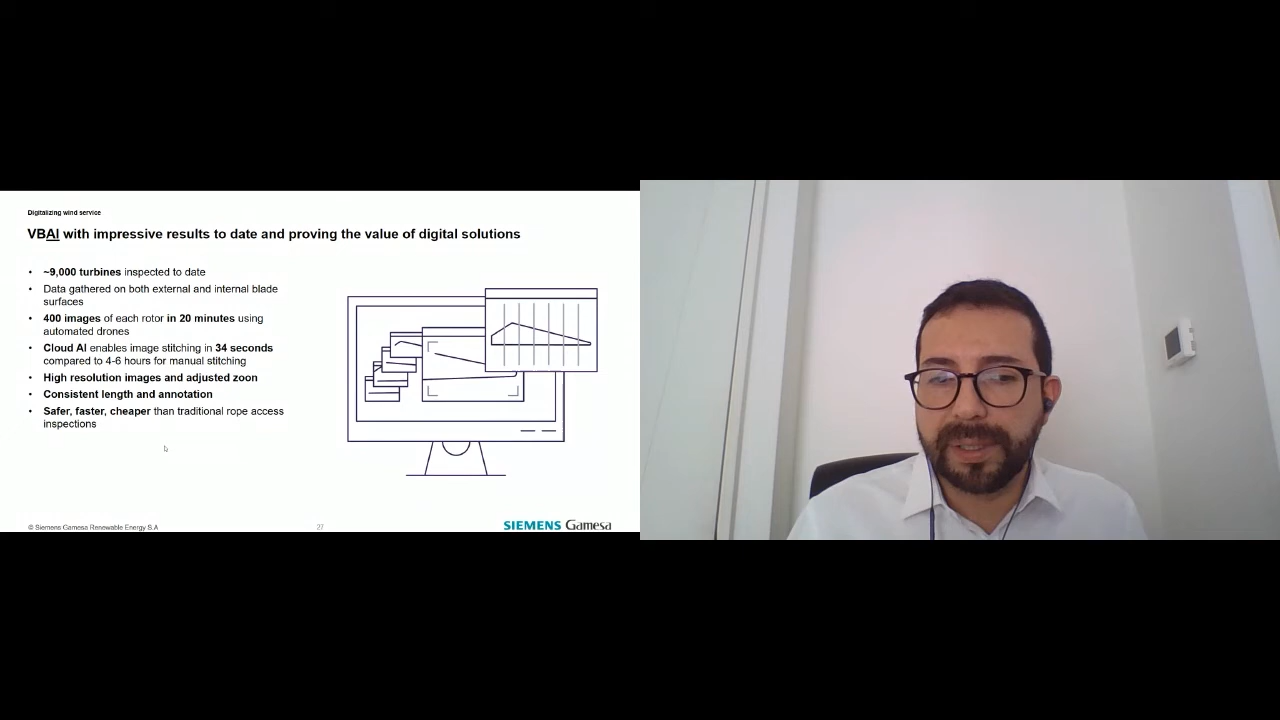 Digitalizing wind service
VBAI with impressive results to date and proving the value of digital solutions
• ~9,000 turbines inspected to date
• Data gathered on both external and internal blade
surfaces
• 400 images of each rotor in 20 minutes using
automated drones
• Cloud AI enables image stitching in 34 seconds
compared to 4-6 hours for manual stitching
• High resolution images and adjusted zoon
• Consistent length and annotation
• Safer, faster, cheaper than traditional rope access
inspections
© Siemens Gamesa Renewable Energy S.A
27
SIEMENS Gamesa